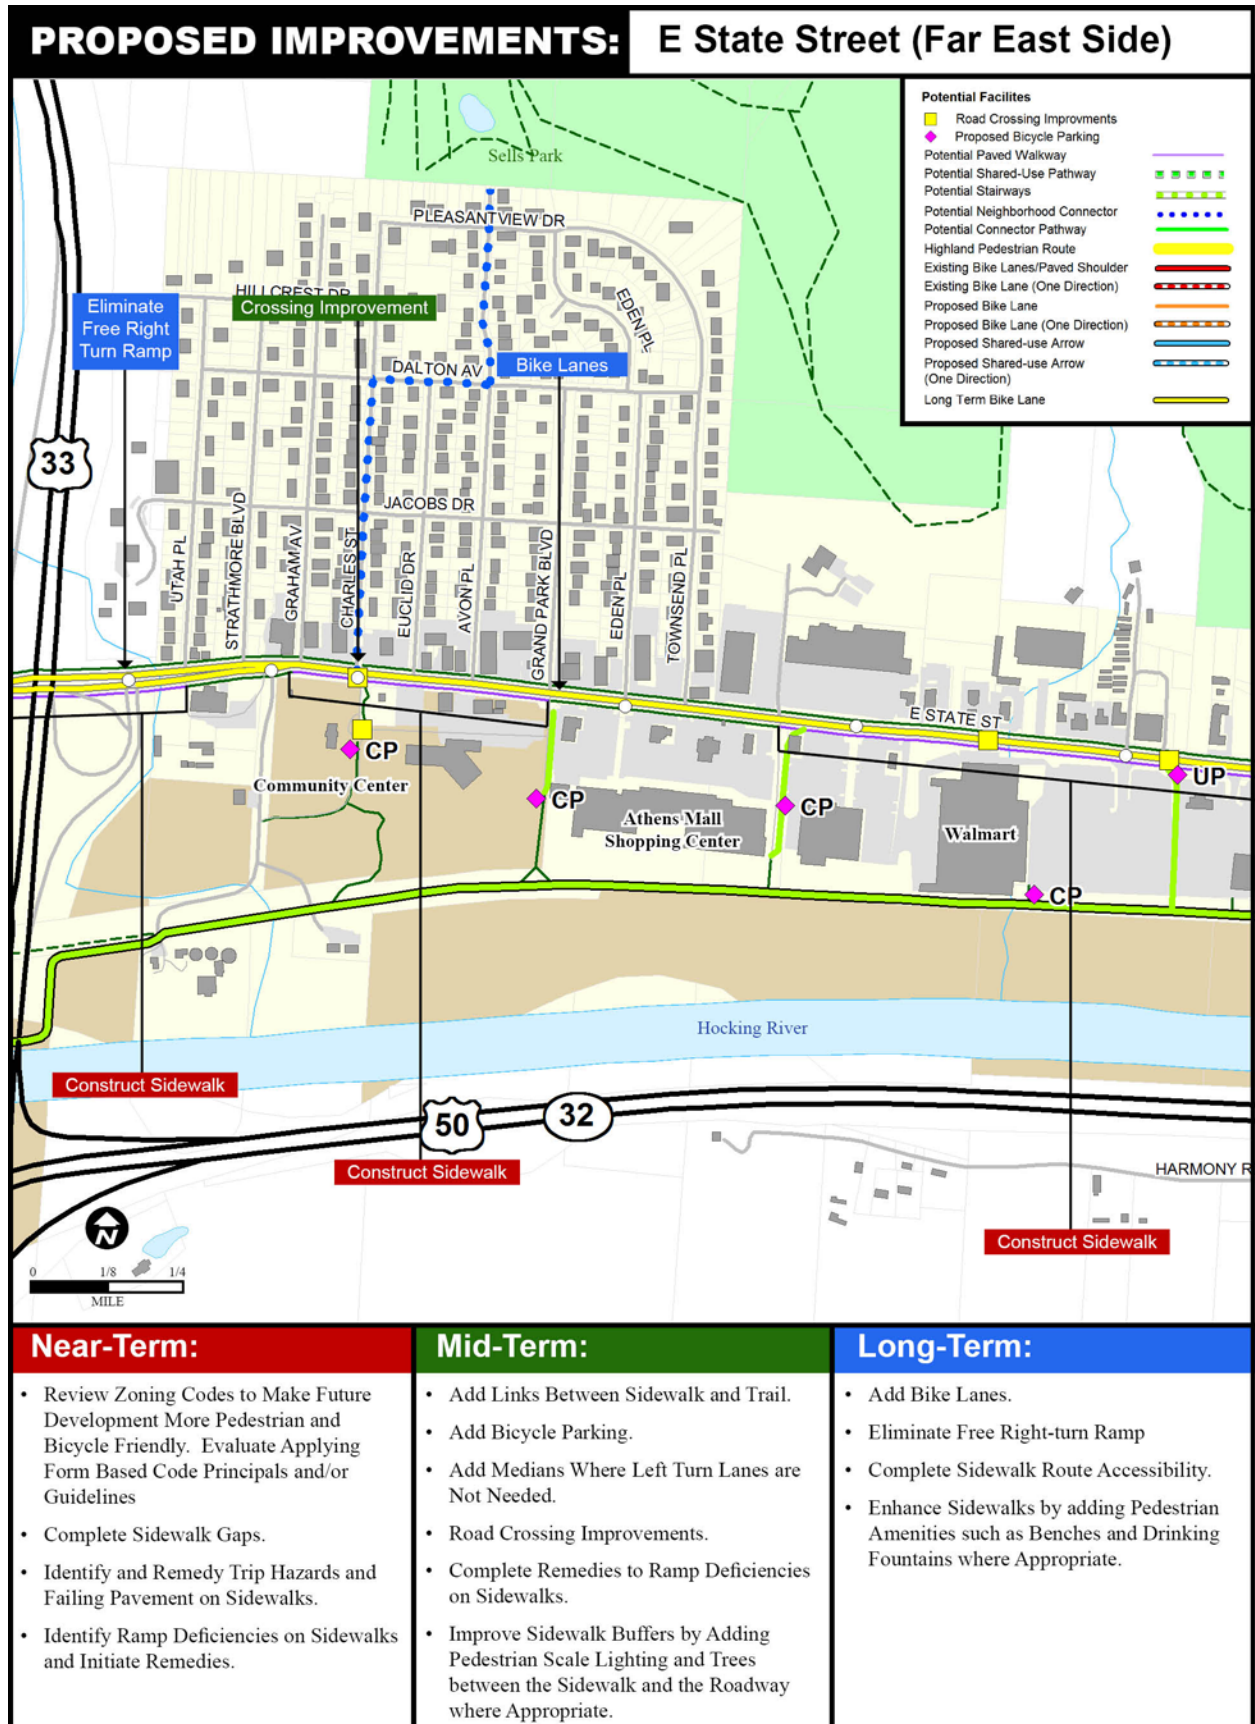 PROPOSED IMPROVEMENTS:
E State Street (Far East Side)
Potential Facilites
Road Crossing Improvments
Proposed Bicycle Parking
Potential Paved Walkway
Potential Shared-Use Pathway
Potential Stairways
Potential Neighborhood Connector
Potential Connector Pathway
Highland Pedestrian Route
Existing Bike Lanes/Paved Shoulder
Existing Bike Lane (One Direction)
Proposed Bike Lane
Proposed Bike Lane (One Direction)
Proposed Shared-use Arrow
Proposed Shared-use Arrow
(One Direction)
Long Term Bike Lane
Sells Park
PLEASANTVIEW DR
HILLCREST DR
EDEN PL
Eliminate
Free Right
Turn Ramp
Crossing Improvement
DALTON AV
Bike Lanes
33
JACOBS DR
UTAH PL
STRATHMORE BLVD
GRAHAM AV
CHARLES ST
EUCLID DR
AVON PL
GRAND PARK BLVD
EDEN PL
TOWNSEND PL
E STATE ST
CP
Community Center
CP
Athens Mall
Shopping Center
CP
Walmart
UP
CP
Hocking River
Construct Sidewalk
50
32
Construct Sidewalk
HARMONY R
Construct Sidewalk
N
0 1/8 1/4
MILE
Near-Term:
• Review Zoning Codes to Make Future
Development More Pedestrian and
Bicycle Friendly. Evaluate Applying
Form Based Code Principals and/or
Guidelines
• Complete Sidewalk Gaps.
• Identify and Remedy Trip Hazards and
Failing Pavement on Sidewalks.
• Identify Ramp Deficiencies on Sidewalks
and Initiate Remedies.
Mid-Term:
• Add Links Between Sidewalk and Trail.
• Add Bicycle Parking.
• Add Medians Where Left Turn Lanes are
Not Needed.
• Road Crossing Improvements.
• Complete Remedies to Ramp Deficiencies
on Sidewalks.
• Improve Sidewalk Buffers by Adding
Pedestrian Scale Lighting and Trees
between the Sidewalk and the Roadway
where Appropriate.
Long-Term:
• Add Bike Lanes.
• Eliminate Free Right-turn Ramp
• Complete Sidewalk Route Accessibility.
• Enhance Sidewalks by adding Pedestrian
Amenities such as Benches and Drinking
Fountains where Appropriate.